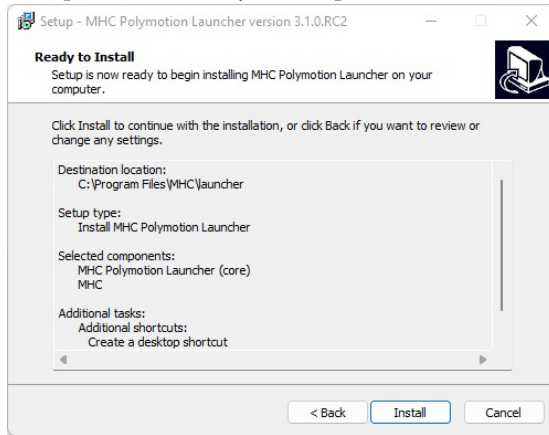 Setup - MHC Polymotion Launcher version 3.1.0.RC2
Ready to Install
Setup is now ready to begin installing MHC Polymotion Launcher on your
computer.
Click Install to continue with the installation, or click Back if you want to review or
change any settings.
Destination location:
C:\Program Files\MHC\launcher
Setup type:
Install MHC Polymotion Launcher
Selected components:
MHC Polymotion Launcher (core)
MHC
Additional tasks:
Additional shortcuts:
Create a desktop shortcut
< Back
Install
Cancel